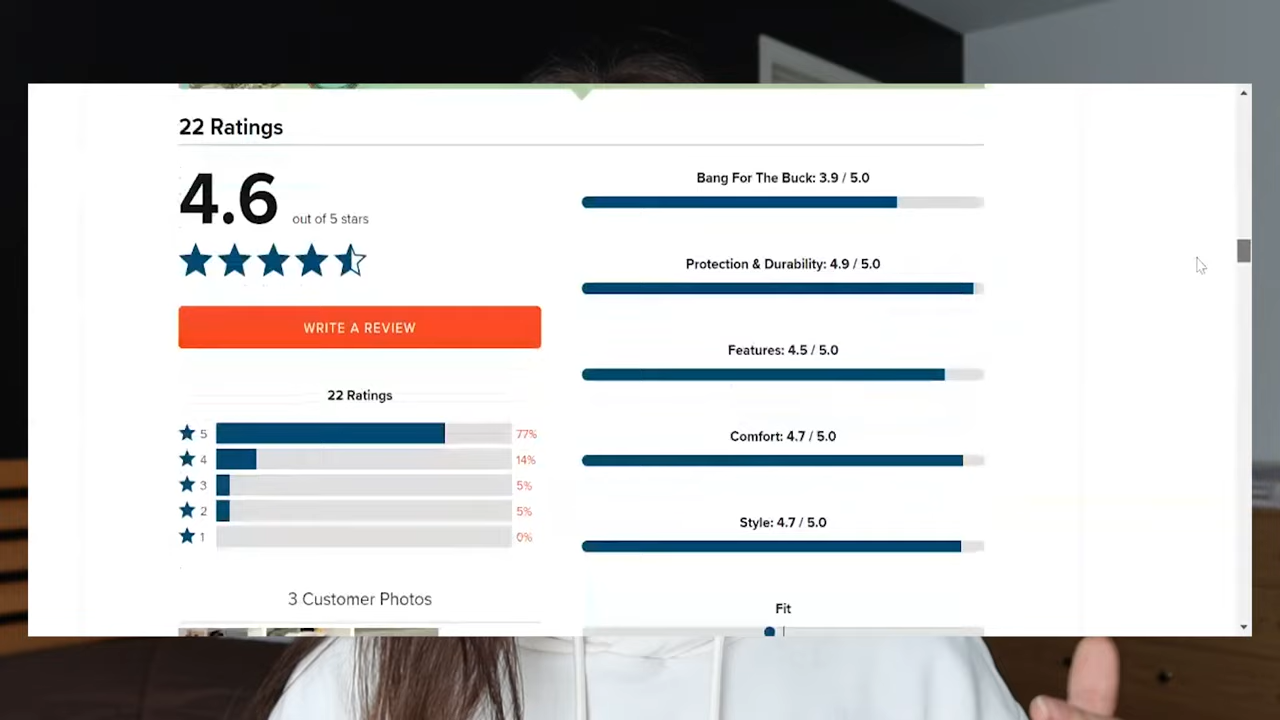 22 Ratings
4.6 out of 5 stars
WRITE A REVIEW
22 Ratings
5 77%
4 14%
3 5%
2 5%
1 0%
3 Customer Photos
Bang For The Buck: 3.9 / 5.0
Protection & Durability: 4.9 / 5.0
Features: 4.5 / 5.0
Comfort: 4.7 / 5.0
Style: 4.7 / 5.0
Fit